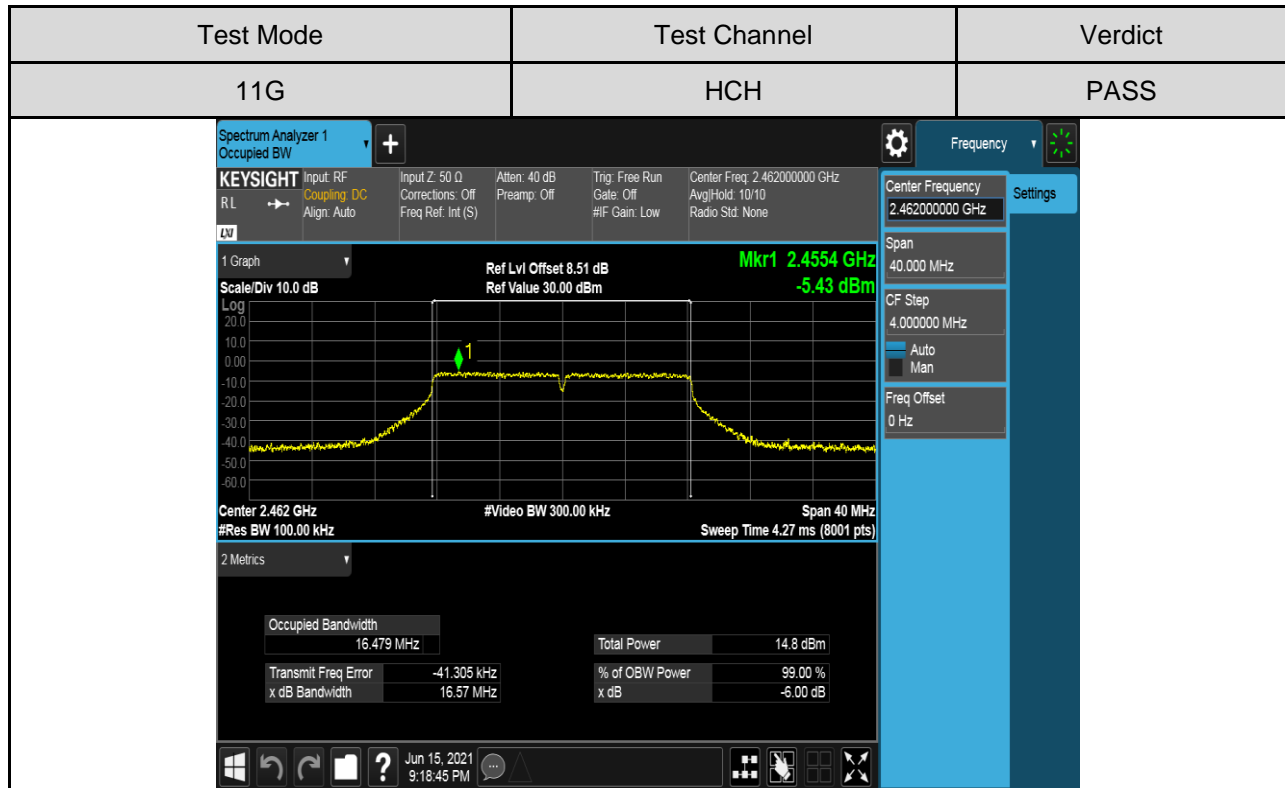 Test Mode Test Channel Verdict
11G HCH PASS
Spectrum Analyzer 1
Occupied BW
+
Frequency
KEYSIGHT Input: RF Input Z: 50 Ω Atten: 40 dB Trig: Free Run Center Freq: 2.462000000 GHz
RL Coupling: DC Corrections: Off Preamp: Off Gate: Off Avg|Hold: 10/10
Align: Auto Freq Ref: Int (S) #IF Gain: Low Radio Std: None
LXI
Center Frequency
2.462000000 GHz
Settings
Span
40.000 MHz
CF Step
4.000000 MHz
Auto
Man
Freq Offset
0 Hz
1 Graph Ref Lvl Offset 8.51 dB Mkr1 2.4554 GHz
Scale/Div 10.0 dB Ref Value 30.00 dBm -5.43 dBm
Log
20.0
10.0
0.00
-10.0
-20.0
-30.0
-40.0
-50.0
-60.0
1
Center 2.462 GHz #Video BW 300.00 kHz Span 40 MHz
#Res BW 100.00 kHz Sweep Time 4.27 ms (8001 pts)
2 Metrics
Occupied Bandwidth
16.479 MHz Total Power 14.8 dBm
Transmit Freq Error -41.305 kHz % of OBW Power 99.00 %
x dB Bandwidth 16.57 MHz x dB -6.00 dB
? Jun 15, 2021
9:18:45 PM